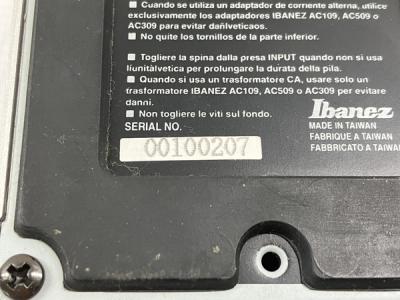 ■ Cuando se utiliza un adaptador de corriente alterna, utilice
exclusivamente los adaptadores IBANEZ AC109, AC509 o
AC309 para evitar dañlveticaos.
■ No quite los tornillos de la parte inferior.
■ Togliere la spina dalla presa INPUT quando non si usa
liunitàlvetica per prolungare la durata della pila.
■ Quando si usa un trasformatore CA, usare solo un
trasformatore IBANEZ AC109, AC509 o AC309 per evitare
danni.
■ Non togliere le viti sul fondo.
SERIAL NO.
00100207
Ibanez
MADE IN TAIWAN
FABRIQUE A TAIWAN
FABBRICATO A TAIWAN